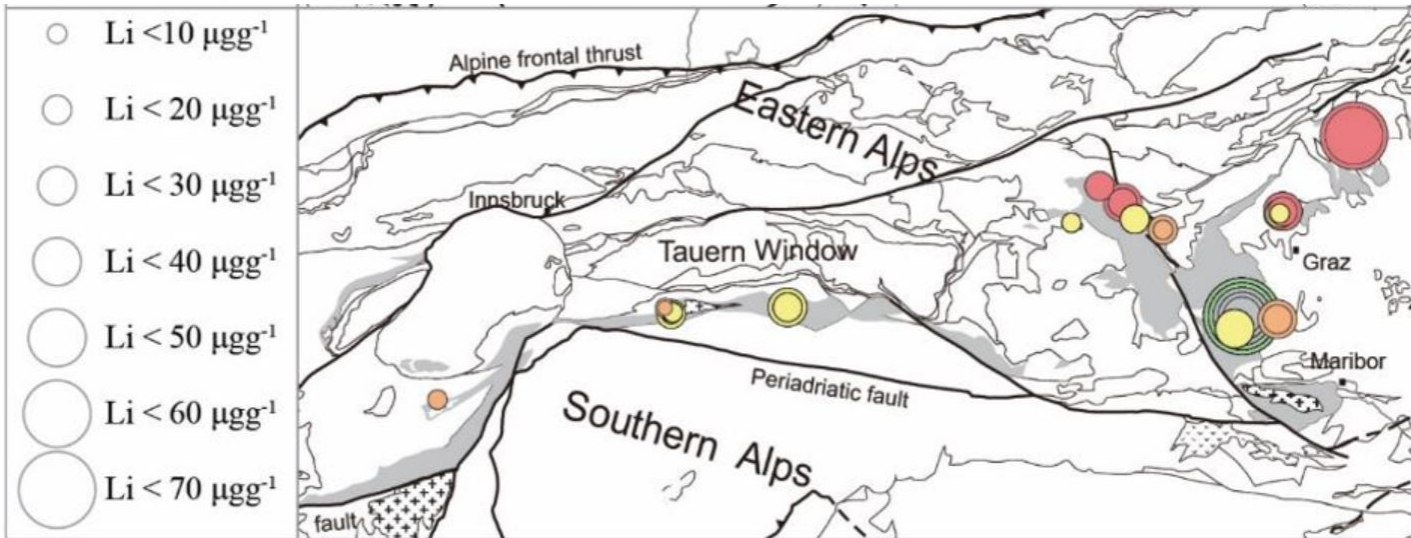 Li <10 µgg⁻¹
Li < 20 µgg⁻¹
Li < 30 µgg⁻¹
Li < 40 µgg⁻¹
Li < 50 µgg⁻¹
Li < 60 µgg⁻¹
Li < 70 µgg⁻¹
Alpine frontal thrust
Eastern Alps
Innsbruck
Tauern Window
Graz
Maribor
Periadriatic fault
Southern Alps
fault